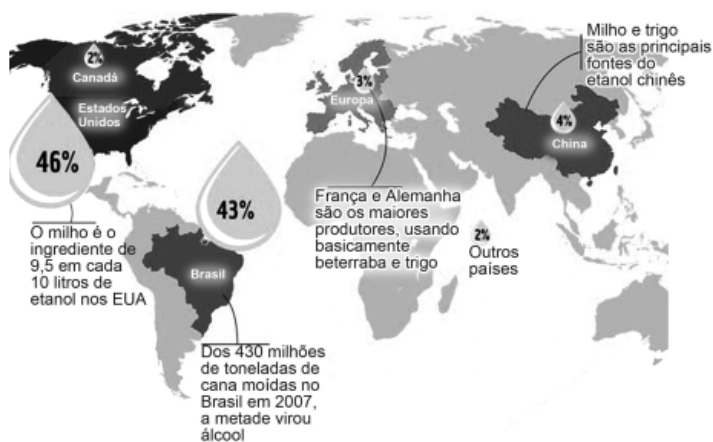 2%
Canadá
Estados
Unidos
46%
O milho é o
ingrediente de
9,5 em cada
10 litros de
etanol nos EUA
43%
Brasil
Dos 430 milhões
de toneladas de
cana moídas no
Brasil em 2007,
a metade virou
álcool
3%
Europa
França e Alemanha
são os maiores
produtores, usando
basicamente
beterraba e trigo
Milho e trigo
são as principais
fontes do
etanol chinês
4%
China
2%
Outros
países